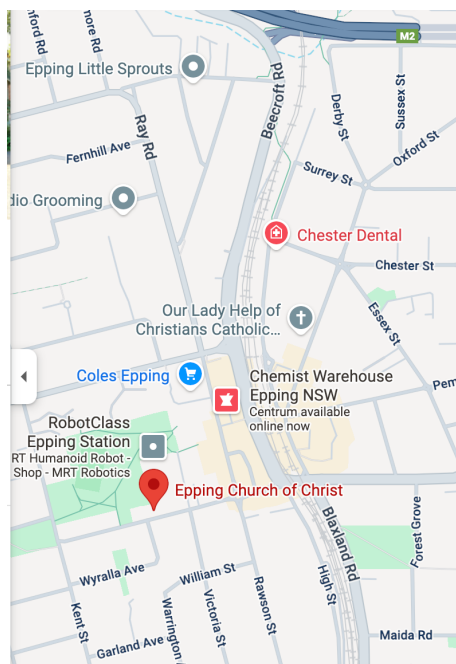 nford Rd
more Rd
M2
Epping Little Sprouts
Beecroft Rd
Derby St
Sussex St
Ray Rd
Oxford St
Fernhill Ave
Surrey St
dio Grooming
Chester Dental
Chester St
Essex St
Our Lady Help of
Christians Catholic...
Coles Epping
Chemist Warehouse
Epping NSW
Centrum available
online now
Pem
RobotClass
Epping Station
RT Humanoid Robot -
Shop - MRT Robotics
Epping Church of Christ
Blaxland Rd
Forest Grove
Wyralla Ave
William St
High St
Kent St
Warrington
Victoria St
Rawson St
Garland Ave
Maida Rd